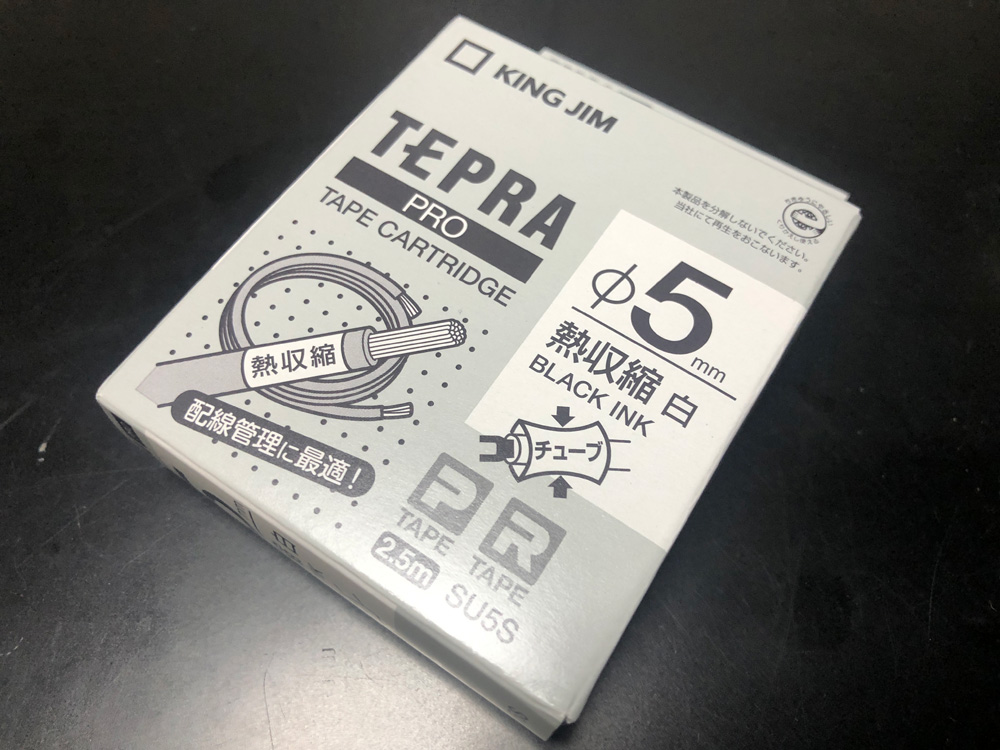 KING JIM
TEPRA
PRO
TAPE CARTRIDGE
本製品を分解しないでください。
当社にて再生をおこないます。
φ5mm
熱収縮 白
BLACK INK
チューブ
熱収縮
配線管理に最適!
P
TAPE
R
TAPE
2.5m
SU5S